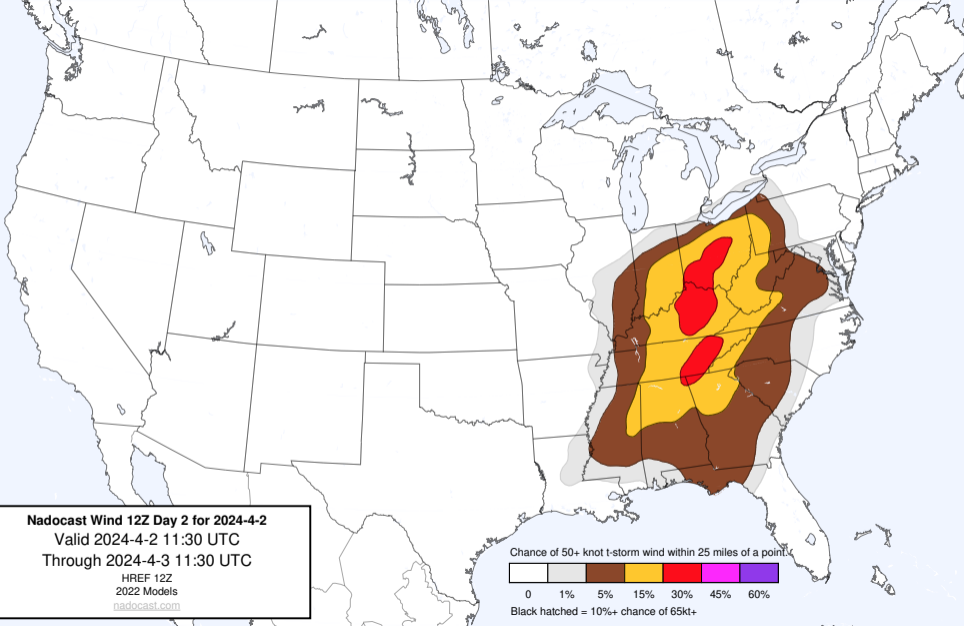 Nadocast Wind 12Z Day 2 for 2024-4-2
Valid 2024-4-2 11:30 UTC
Through 2024-4-3 11:30 UTC
HREF 12Z
2022 Models
nadocast.com
Chance of 50+ knot t-storm wind within 25 miles of a point.
0 1% 5% 15% 30% 45% 60%
Black hatched = 10%+ chance of 65kt+